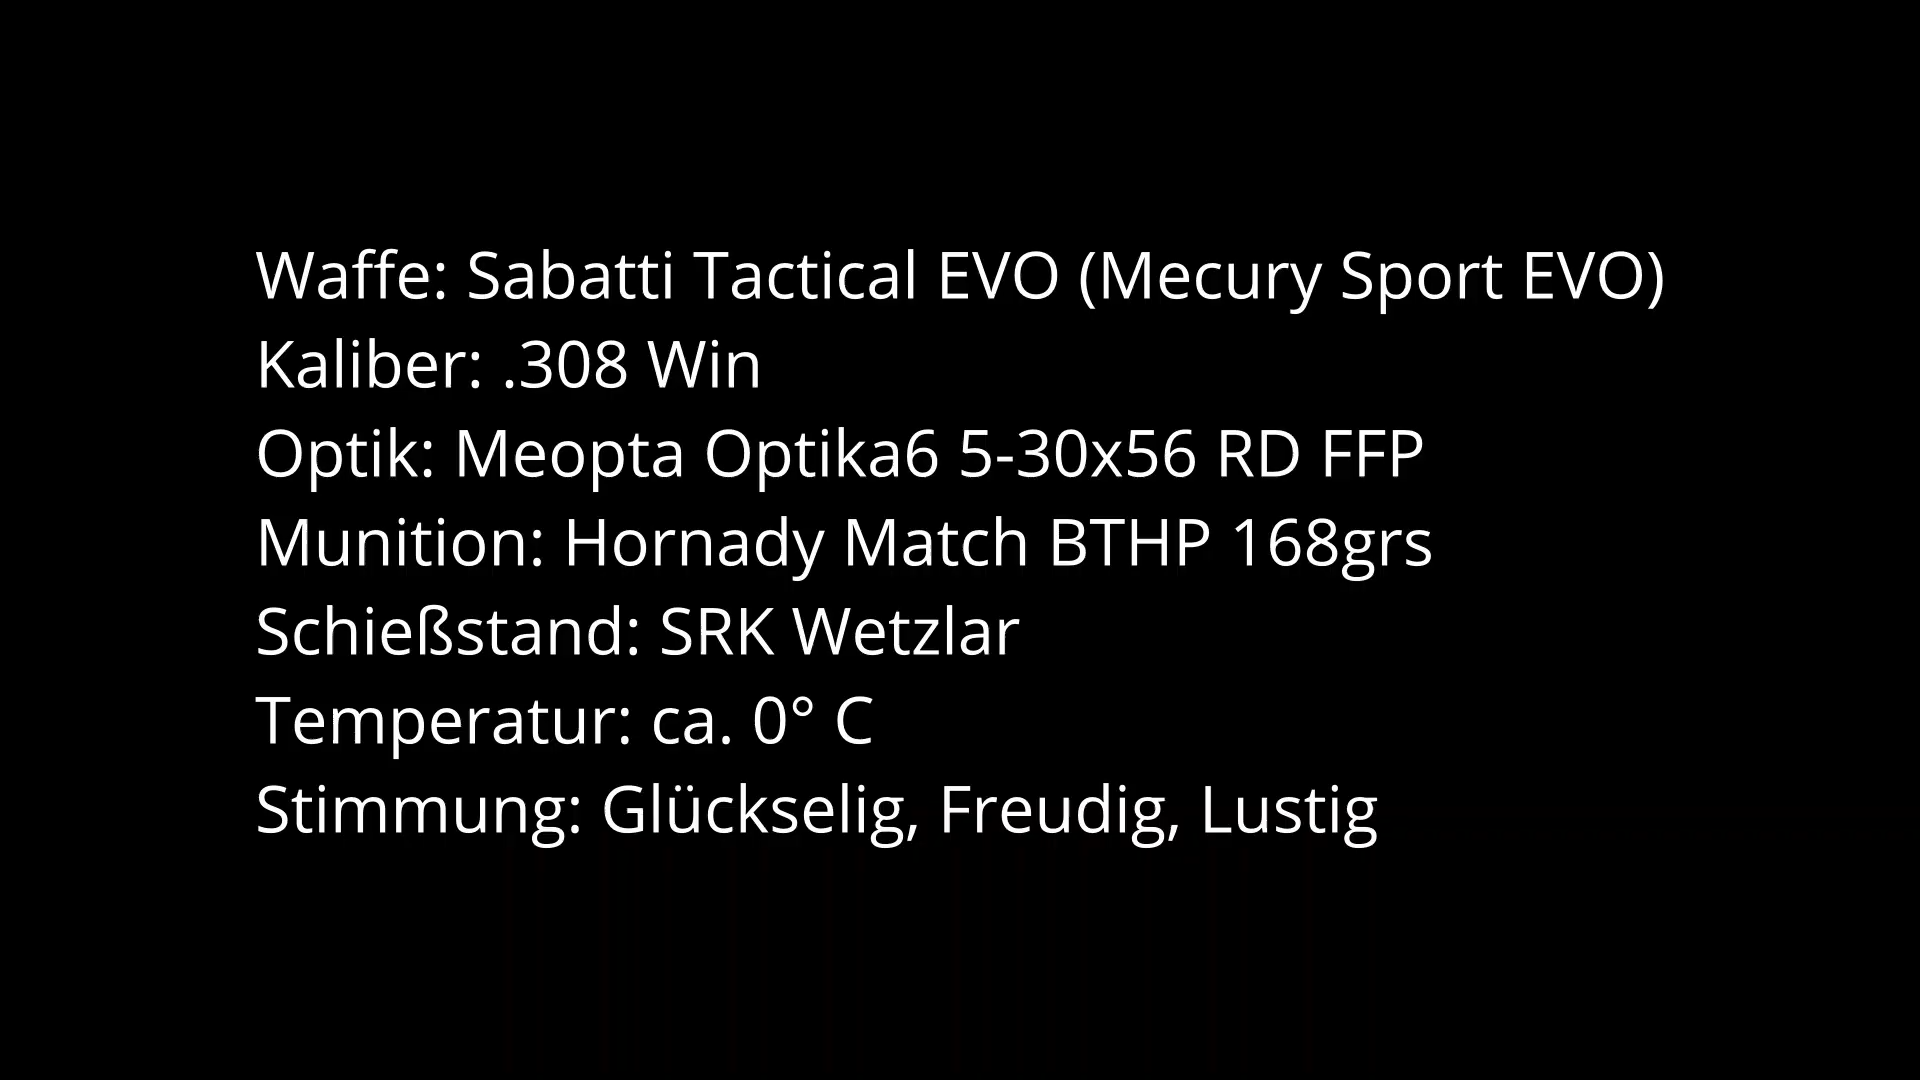 Waffe: Sabatti Tactical EVO (Mecury Sport EVO)
Kaliber: .308 Win
Optik: Meopta Optika6 5-30x56 RD FFP
Munition: Hornady Match BTHP 168grs
Schießstand: SRK Wetzlar
Temperatur: ca. 0° C
Stimmung: Glückselig, Freudig, Lustig